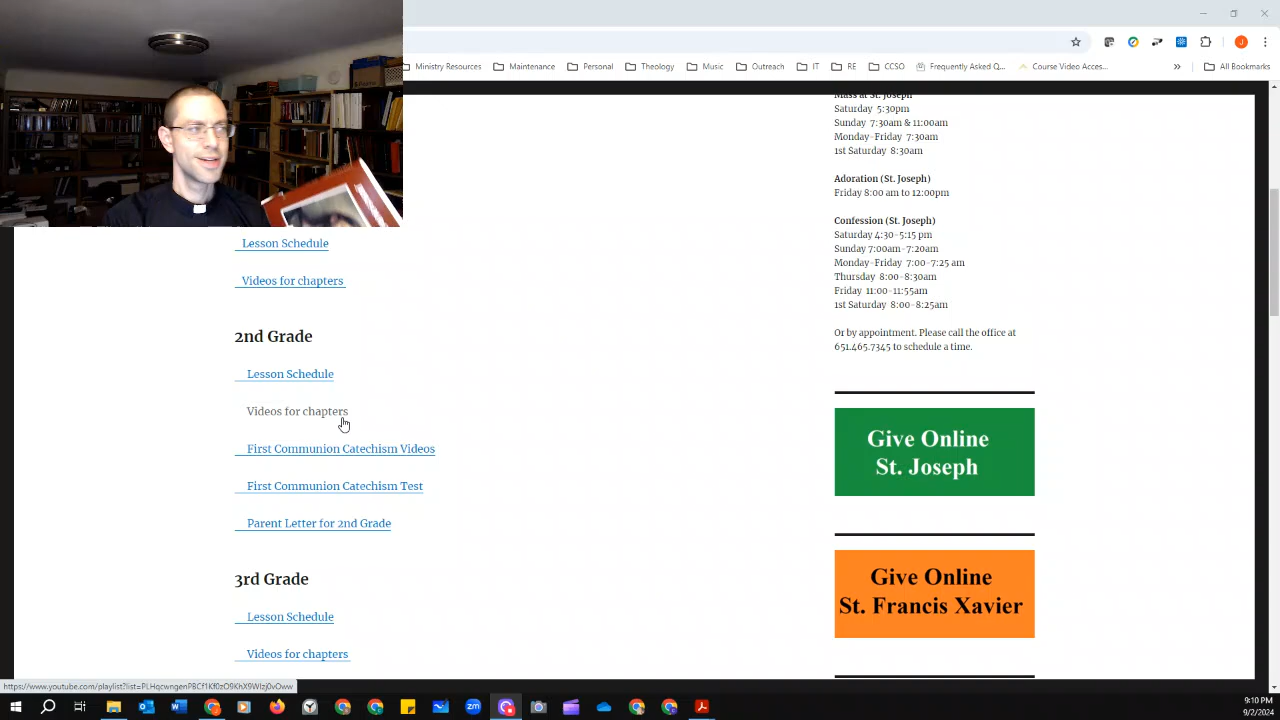 Ministry Resources
Maintenance
Personal
Theology
Music
Outreach
IT
RE
CCSO
Frequently Asked Q...
Course Video Acces...
»
All Bookmarks
J
Mass at St. Joseph
Saturday 5:30pm
Sunday 7:30am & 11:00am
Monday-Friday 7:30am
1st Saturday 8:30am
Adoration (St. Joseph)
Friday 8:00 am to 12:00pm
Confession (St. Joseph)
Saturday 4:30-5:15 pm
Sunday 7:00am-7:20am
Monday-Friday 7:00-7:25 am
Thursday 8:00-8:30am
Friday 11:00-11:55am
1st Saturday 8:00-8:25am
Or by appointment. Please call the office at
651.465.7345 to schedule a time.
Lesson Schedule
Videos for chapters
2nd Grade
Lesson Schedule
Videos for chapters
First Communion Catechism Videos
First Communion Catechism Test
Parent Letter for 2nd Grade
3rd Grade
Lesson Schedule
Videos for chapters
Give Online
St. Joseph
Give Online
St. Francis Xavier
zm
9:10 PM
9/2/2024